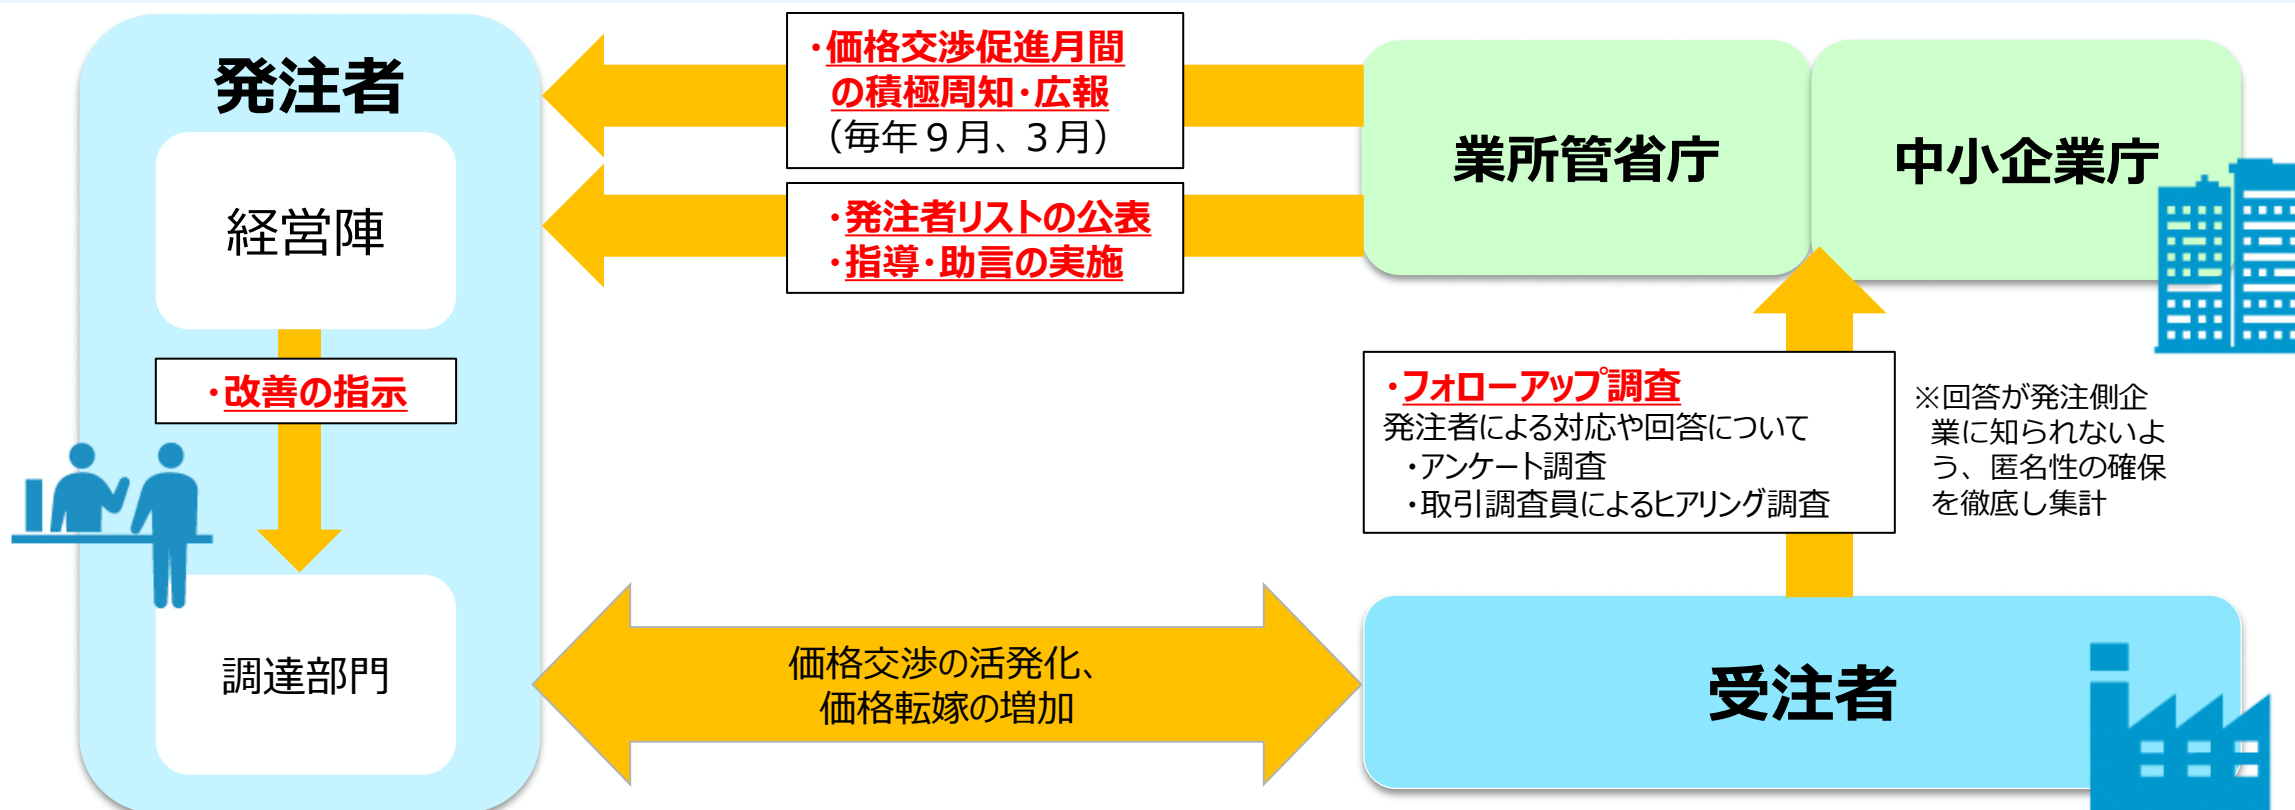 発注者
経営陣
・改善の指示
調達部門
・価格交渉促進月間
の積極周知・広報
（毎年９月、３月）
・発注者リストの公表
・指導・助言の実施
業所管省庁
中小企業庁
・フォローアップ調査
発注者による対応や回答について
・アンケート調査
・取引調査員によるヒアリング調査
※回答が発注側企
業に知られないよ
う、匿名性の確保
を徹底し集計
価格交渉の活発化、
価格転嫁の増加
受注者